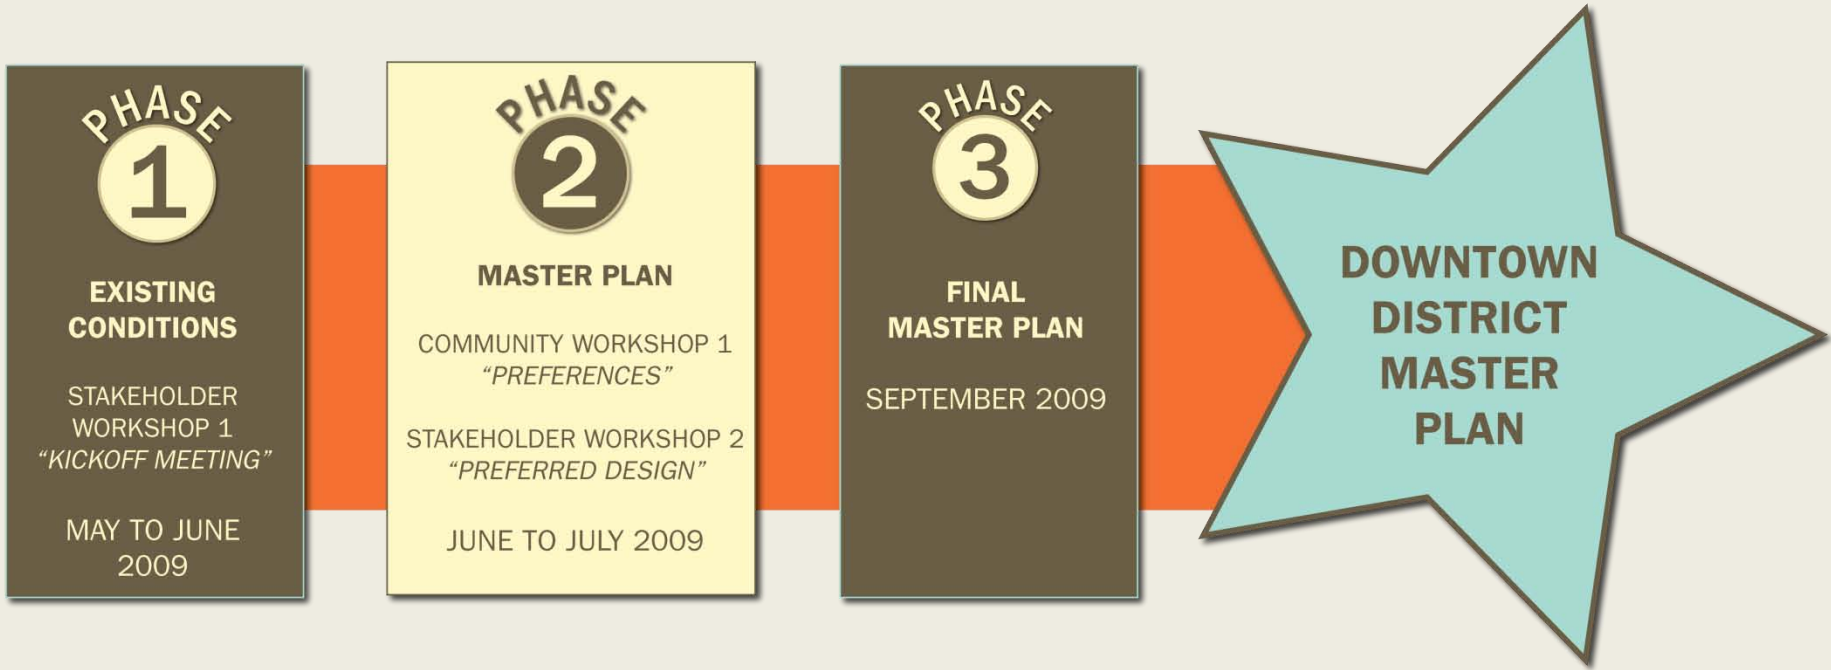 PHASE
1
EXISTING
CONDITIONS
STAKEHOLDER
WORKSHOP 1
“KICKOFF MEETING”
MAY TO JUNE
2009
PHASE
2
MASTER PLAN
COMMUNITY WORKSHOP 1
“PREFERENCES”
STAKEHOLDER WORKSHOP 2
“PREFERRED DESIGN”
JUNE TO JULY 2009
PHASE
3
FINAL
MASTER PLAN
SEPTEMBER 2009
DOWNTOWN
DISTRICT
MASTER
PLAN